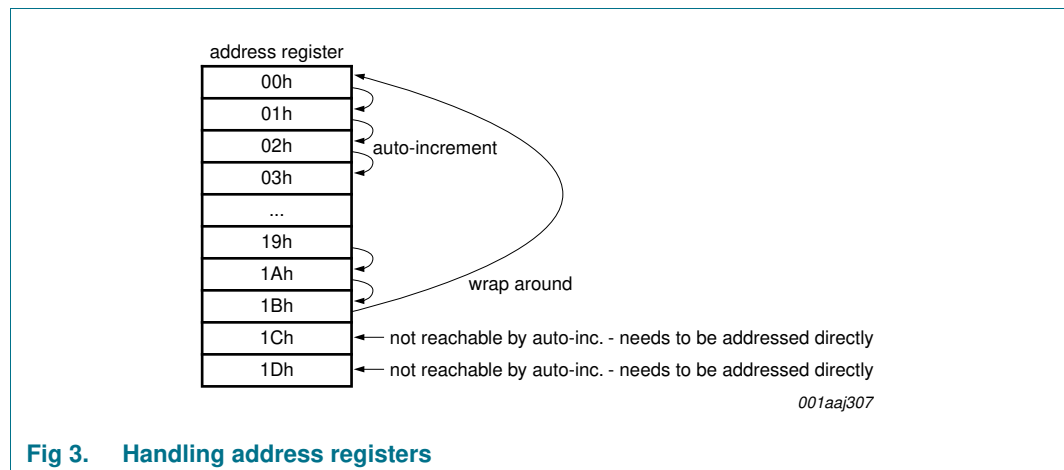 address register
00h
01h
02h
auto-increment
03h
...
19h
1Ah
wrap around
1Bh
1Ch
not reachable by auto-inc. - needs to be addressed directly
1Dh
not reachable by auto-inc. - needs to be addressed directly
001aaj307
Fig 3. Handling address registers